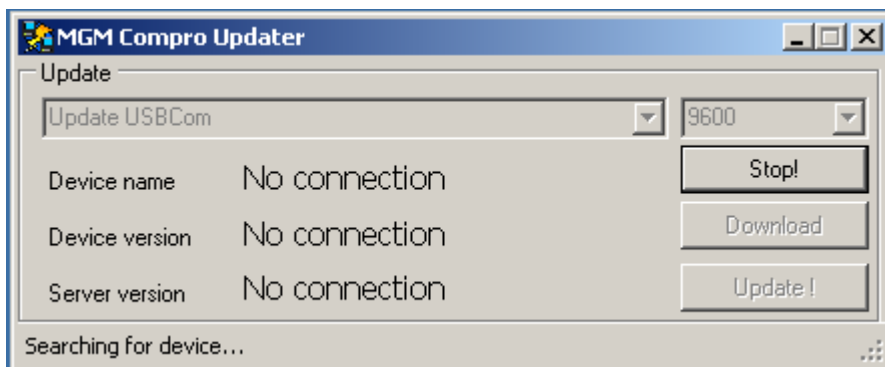 MGM Compro Updater
Update
Update USBCom
9600
Device name No connection
Stop!
Device version No connection
Download
Server version No connection
Update !
Searching for device...